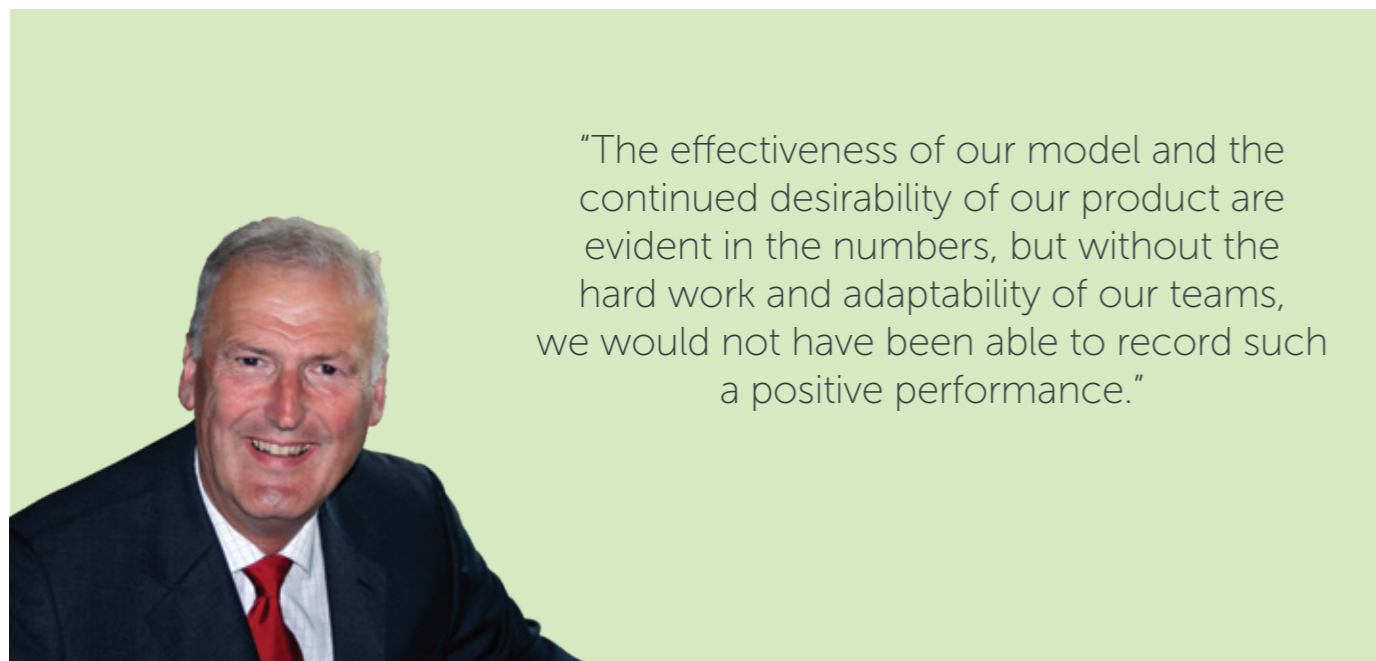 “The effectiveness of our model and the
continued desirability of our product are
evident in the numbers, but without the
hard work and adaptability of our teams,
we would not have been able to record such
a positive performance.”